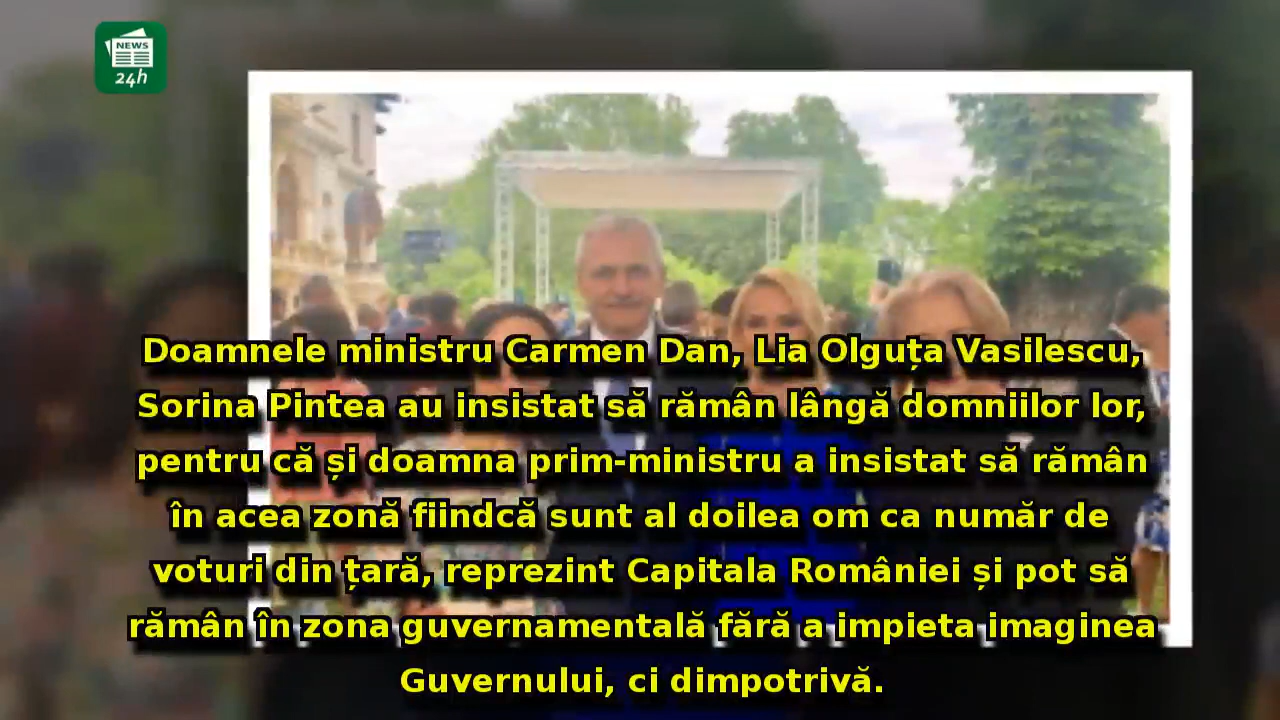 NEWS
24h
Doamnele ministru Carmen Dan, Lia Olguța Vasilescu,
Sorina Pintea au insistat să rămân lângă domniilor lor,
pentru că și doamna prim-ministru a insistat să rămân
în acea zonă fiindcă sunt al doilea om ca număr de
voturi din țară, reprezint Capitala României și pot să
rămân în zona guvernamentală fără a impieta imaginea
Guvernului, ci dimpotrivă.